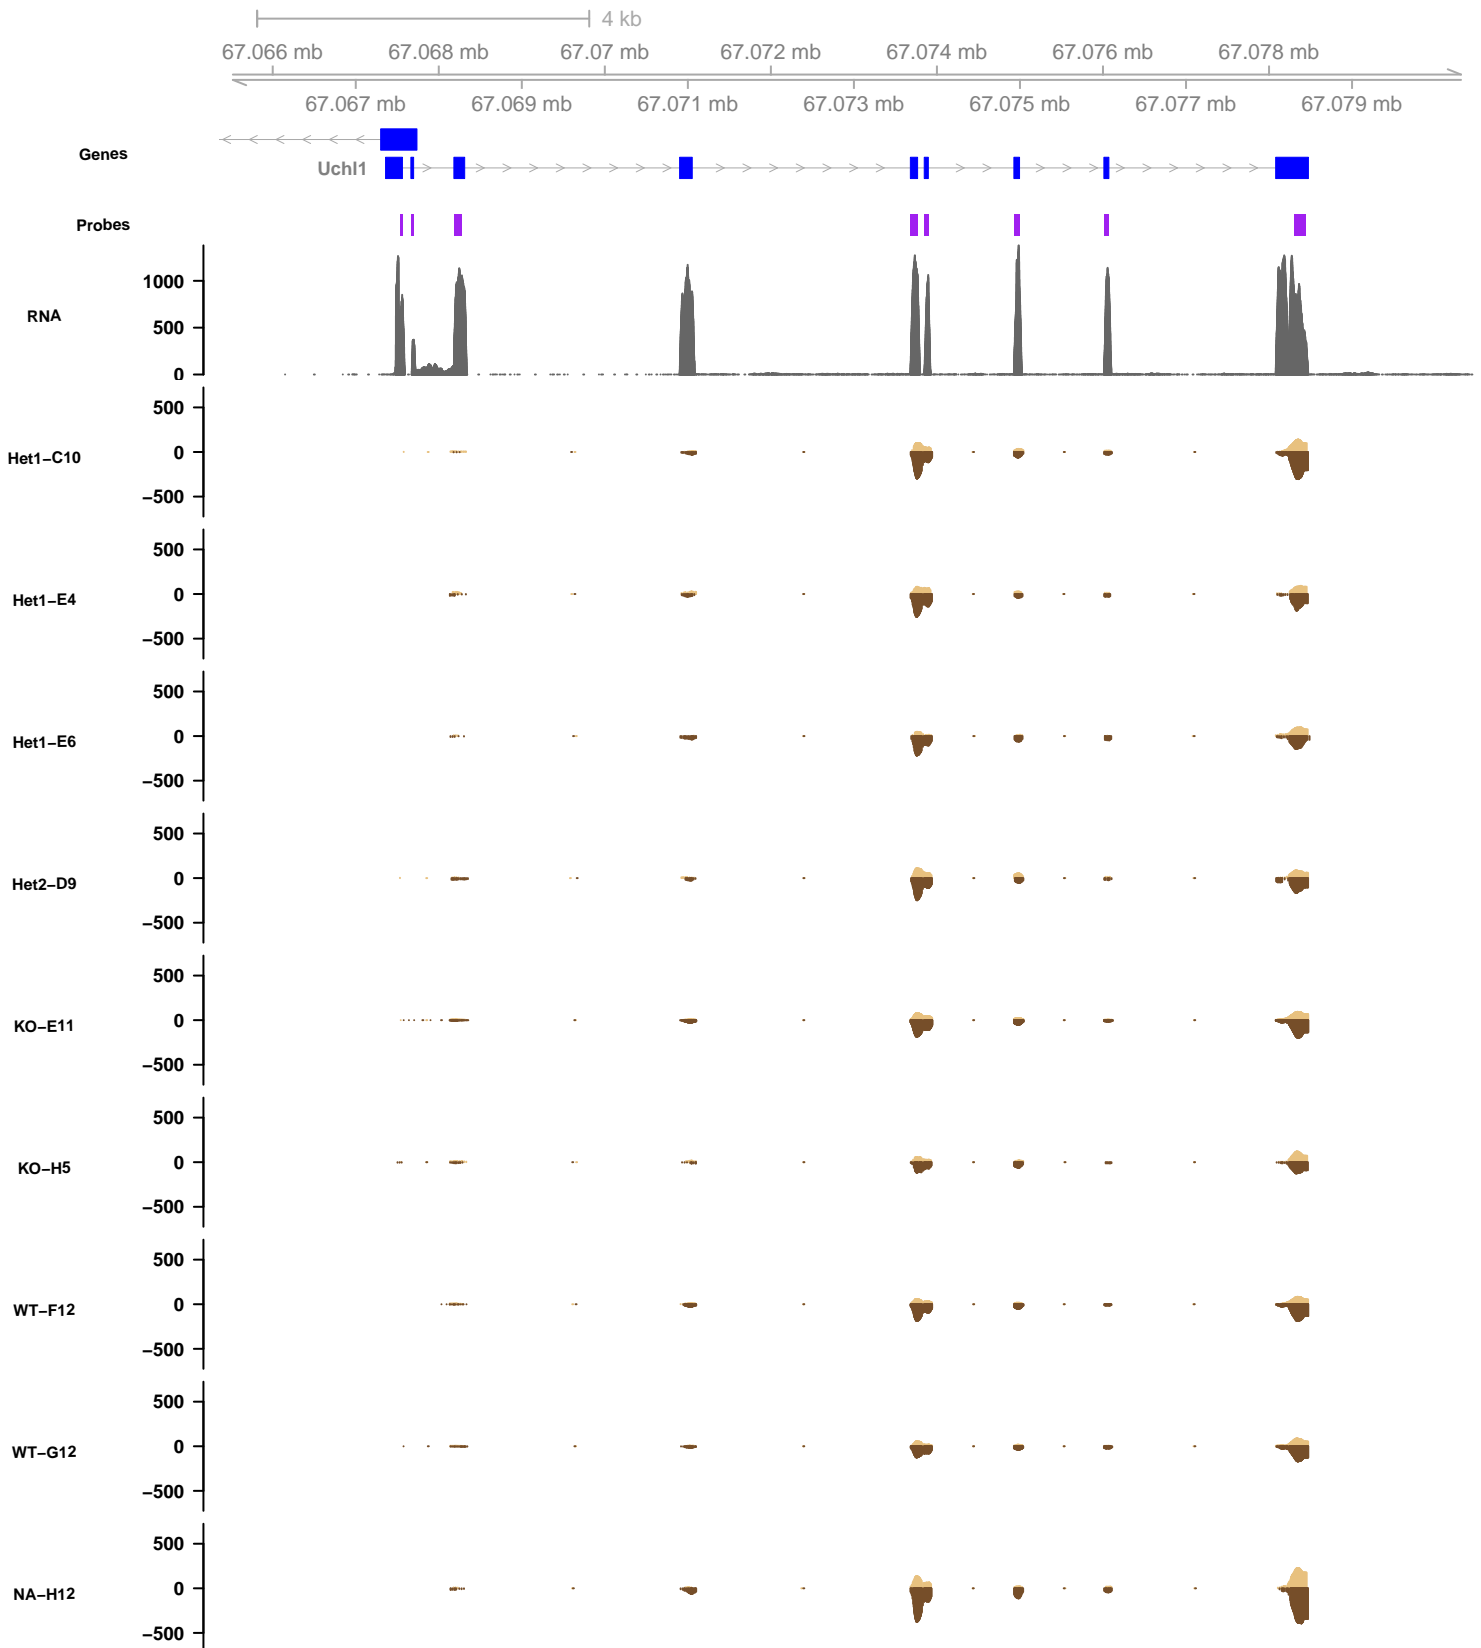 4 kb
67.066 mb 67.068 mb 67.07 mb 67.072 mb 67.074 mb 67.076 mb 67.078 mb
67.067 mb 67.069 mb 67.071 mb 67.073 mb 67.075 mb 67.077 mb 67.079 mb
Genes
Uchl1
Probes
1000
RNA
500
0
500
0
Het1−C10
−500
500
0
Het1−E4
−500
500
0
Het1−E6
−500
500
0
Het2−D9
−500
500
0
KO−E11
−500
500
0
KO−H5
−500
500
0
WT−F12
−500
500
0
WT−G12
−500
500
0
NA−H12
−500